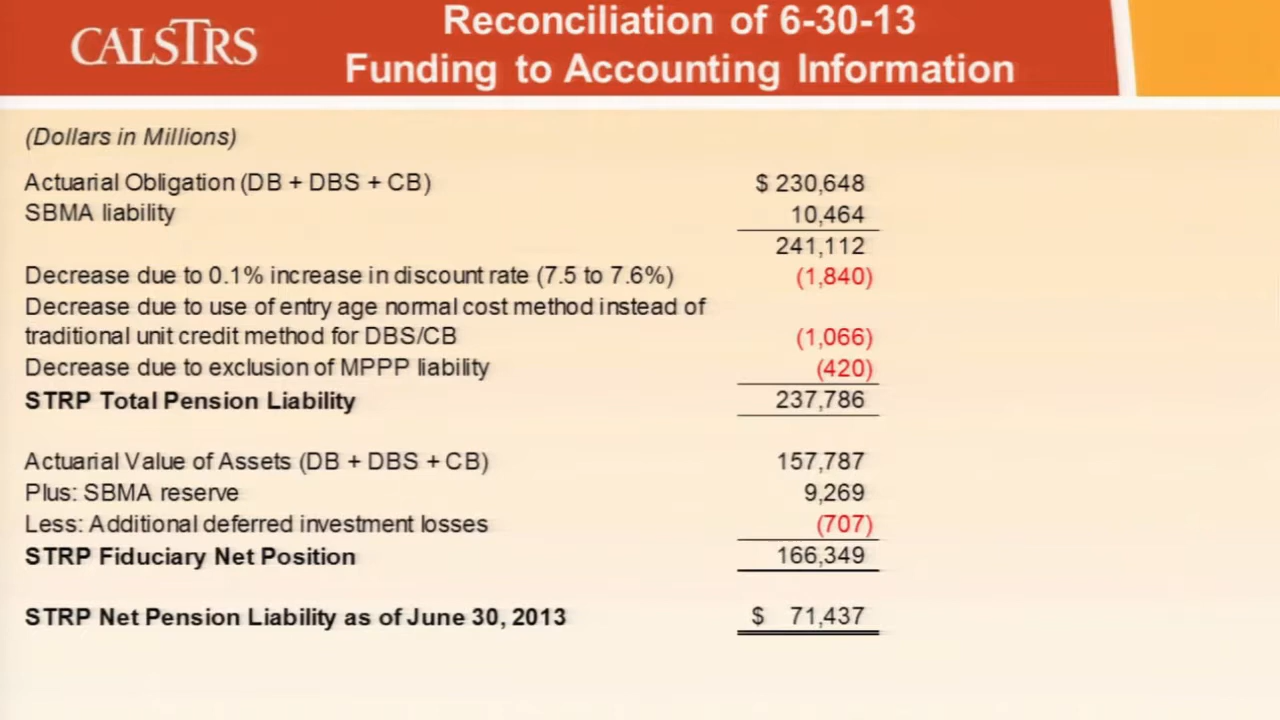 CALSTRS
Reconciliation of 6-30-13
Funding to Accounting Information
(Dollars in Millions)
Actuarial Obligation (DB + DBS + CB) $ 230,648
SBMA liability 10,464
241,112
Decrease due to 0.1% increase in discount rate (7.5 to 7.6%) (1,840)
Decrease due to use of entry age normal cost method instead of
traditional unit credit method for DBS/CB (1,066)
Decrease due to exclusion of MPPP liability (420)
STRP Total Pension Liability 237,786
Actuarial Value of Assets (DB + DBS + CB) 157,787
Plus: SBMA reserve 9,269
Less: Additional deferred investment losses (707)
STRP Fiduciary Net Position 166,349
STRP Net Pension Liability as of June 30, 2013 $ 71,437